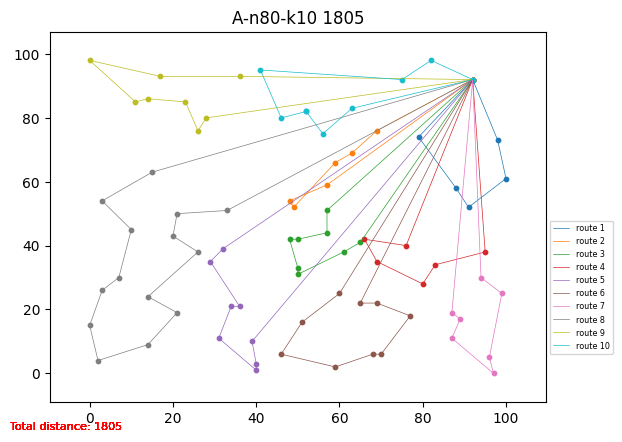 A-n80-k10 1805
100
80
60
40
20
0
0 20 40 60 80 100
route 1
route 2
route 3
route 4
route 5
route 6
route 7
route 8
route 9
route 10
Total distance: 1805